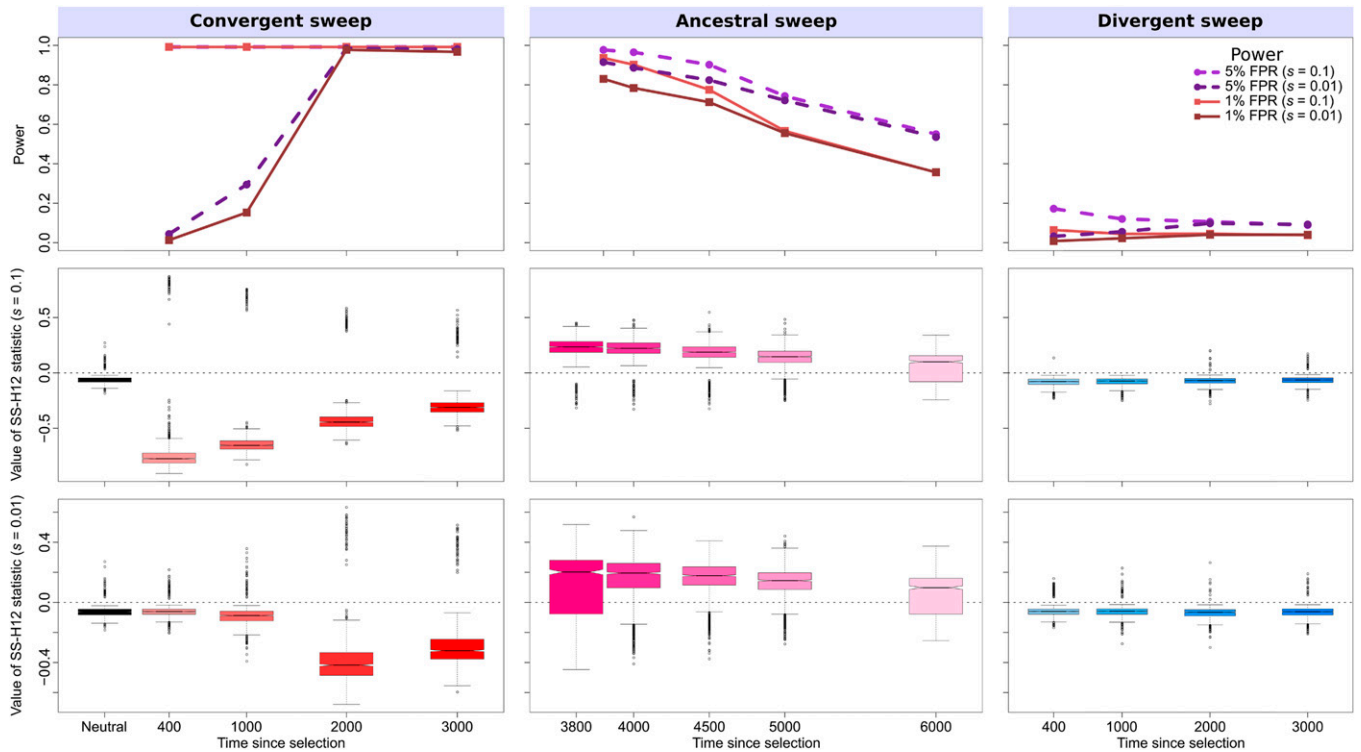 Convergent sweep
Ancestral sweep
Divergent sweep
Power
1.0
0.8
0.6
0.4
0.2
0.0
Power
5% FPR (s = 0.1)
5% FPR (s = 0.01)
1% FPR (s = 0.1)
1% FPR (s = 0.01)
Value of SS-H12 statistic (s = 0.1)
0.5
0.0
−0.5
Value of SS-H12 statistic (s = 0.01)
0.4
0.0
−0.4
Neutral 400 1000 2000 3000
Time since selection
3800 4000 4500 5000 6000
Time since selection
400 1000 2000 3000
Time since selection